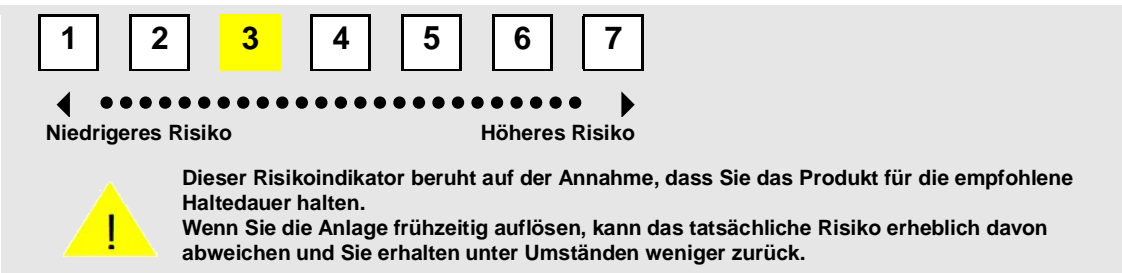 1 2 3 4 5 6 7
Niedrigeres Risiko Höheres Risiko
Dieser Risikoindikator beruht auf der Annahme, dass Sie das Produkt für die empfohlene
Haltedauer halten.
Wenn Sie die Anlage frühzeitig auflösen, kann das tatsächliche Risiko erheblich davon
abweichen und Sie erhalten unter Umständen weniger zurück.
!